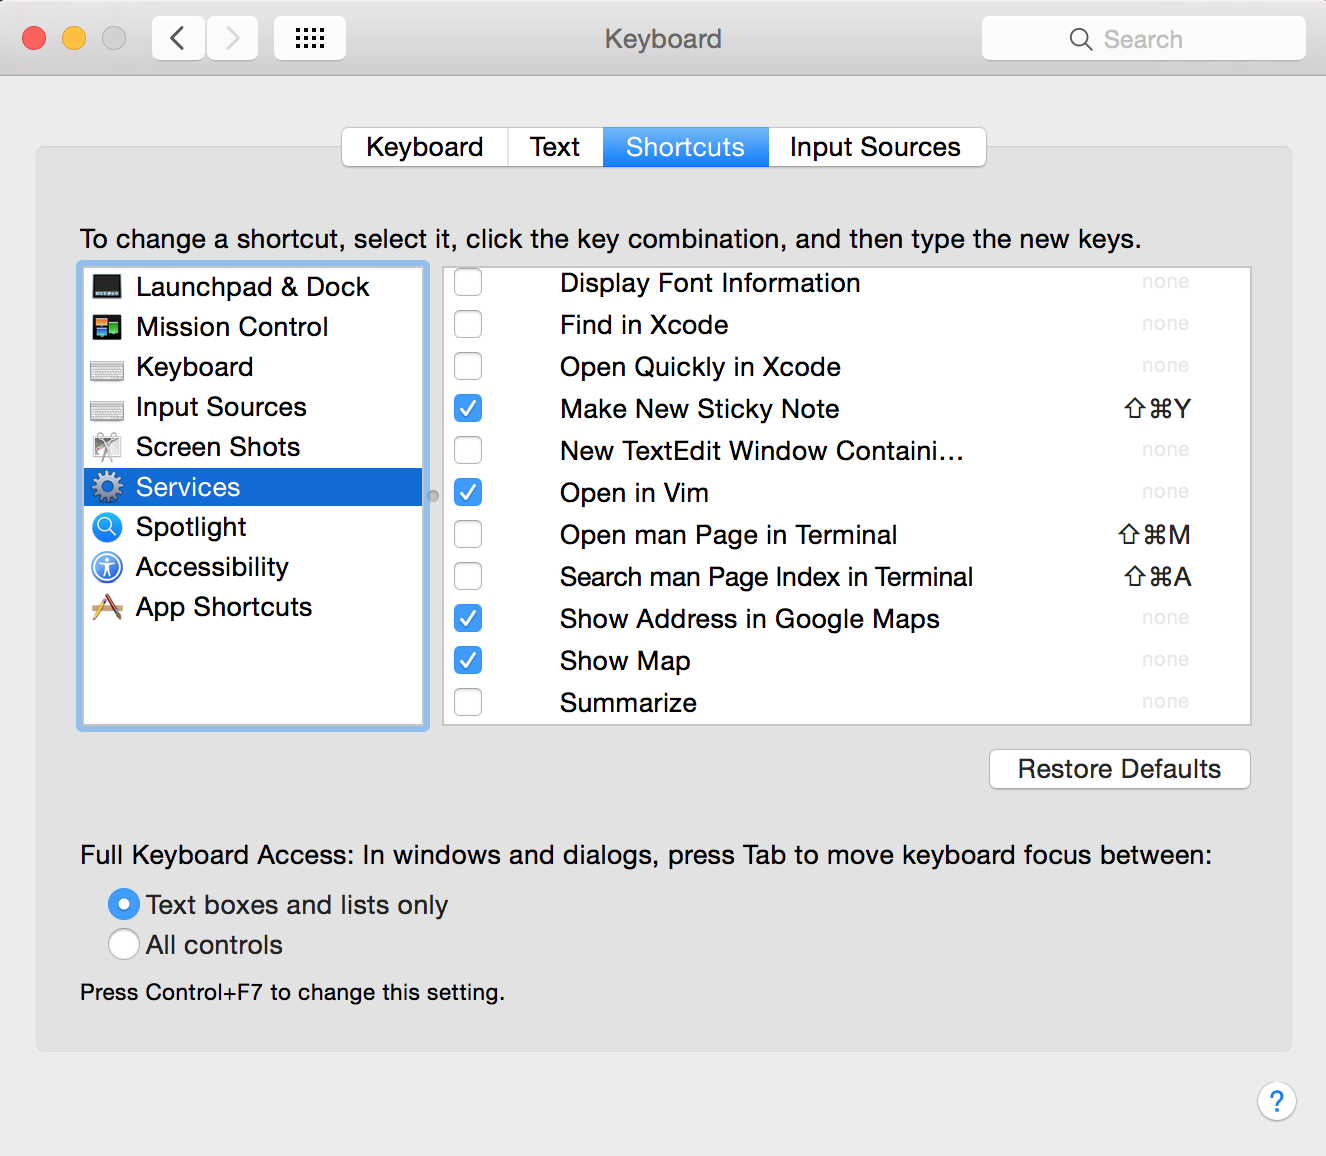 Keyboard
Search
Keyboard Text Shortcuts Input Sources
To change a shortcut, select it, click the key combination, and then type the new keys.
Launchpad & Dock
Mission Control
Keyboard
Input Sources
Screen Shots
Services
Spotlight
Accessibility
App Shortcuts
Display Font Information none
Find in Xcode none
Open Quickly in Xcode none
Make New Sticky Note ⇧⌘Y
New TextEdit Window Containi… none
Open in Vim none
Open man Page in Terminal ⇧⌘M
Search man Page Index in Terminal ⇧⌘A
Show Address in Google Maps none
Show Map none
Summarize none
Restore Defaults
Full Keyboard Access: In windows and dialogs, press Tab to move keyboard focus between:
Text boxes and lists only
All controls
Press Control+F7 to change this setting.
?